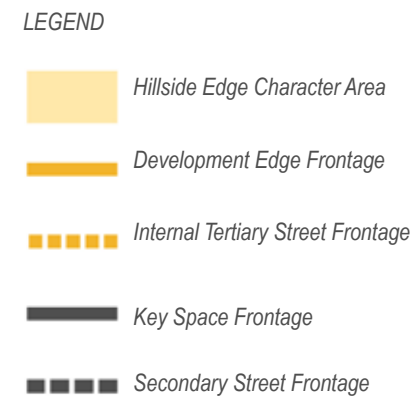 LEGEND
Hillside Edge Character Area
Development Edge Frontage
Internal Tertiary Street Frontage
Key Space Frontage
Secondary Street Frontage